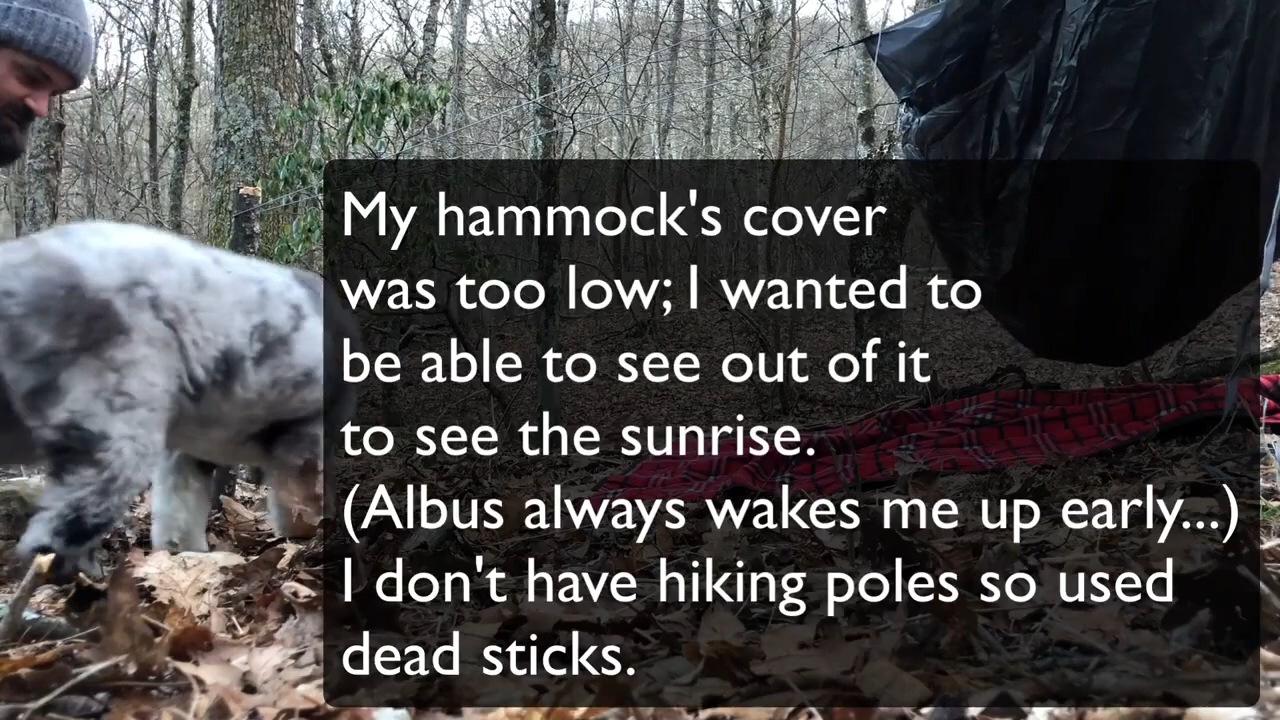 My hammock's cover
was too low; I wanted to
be able to see out of it
to see the sunrise.
(Albus always wakes me up early...)
I don't have hiking poles so used
dead sticks.